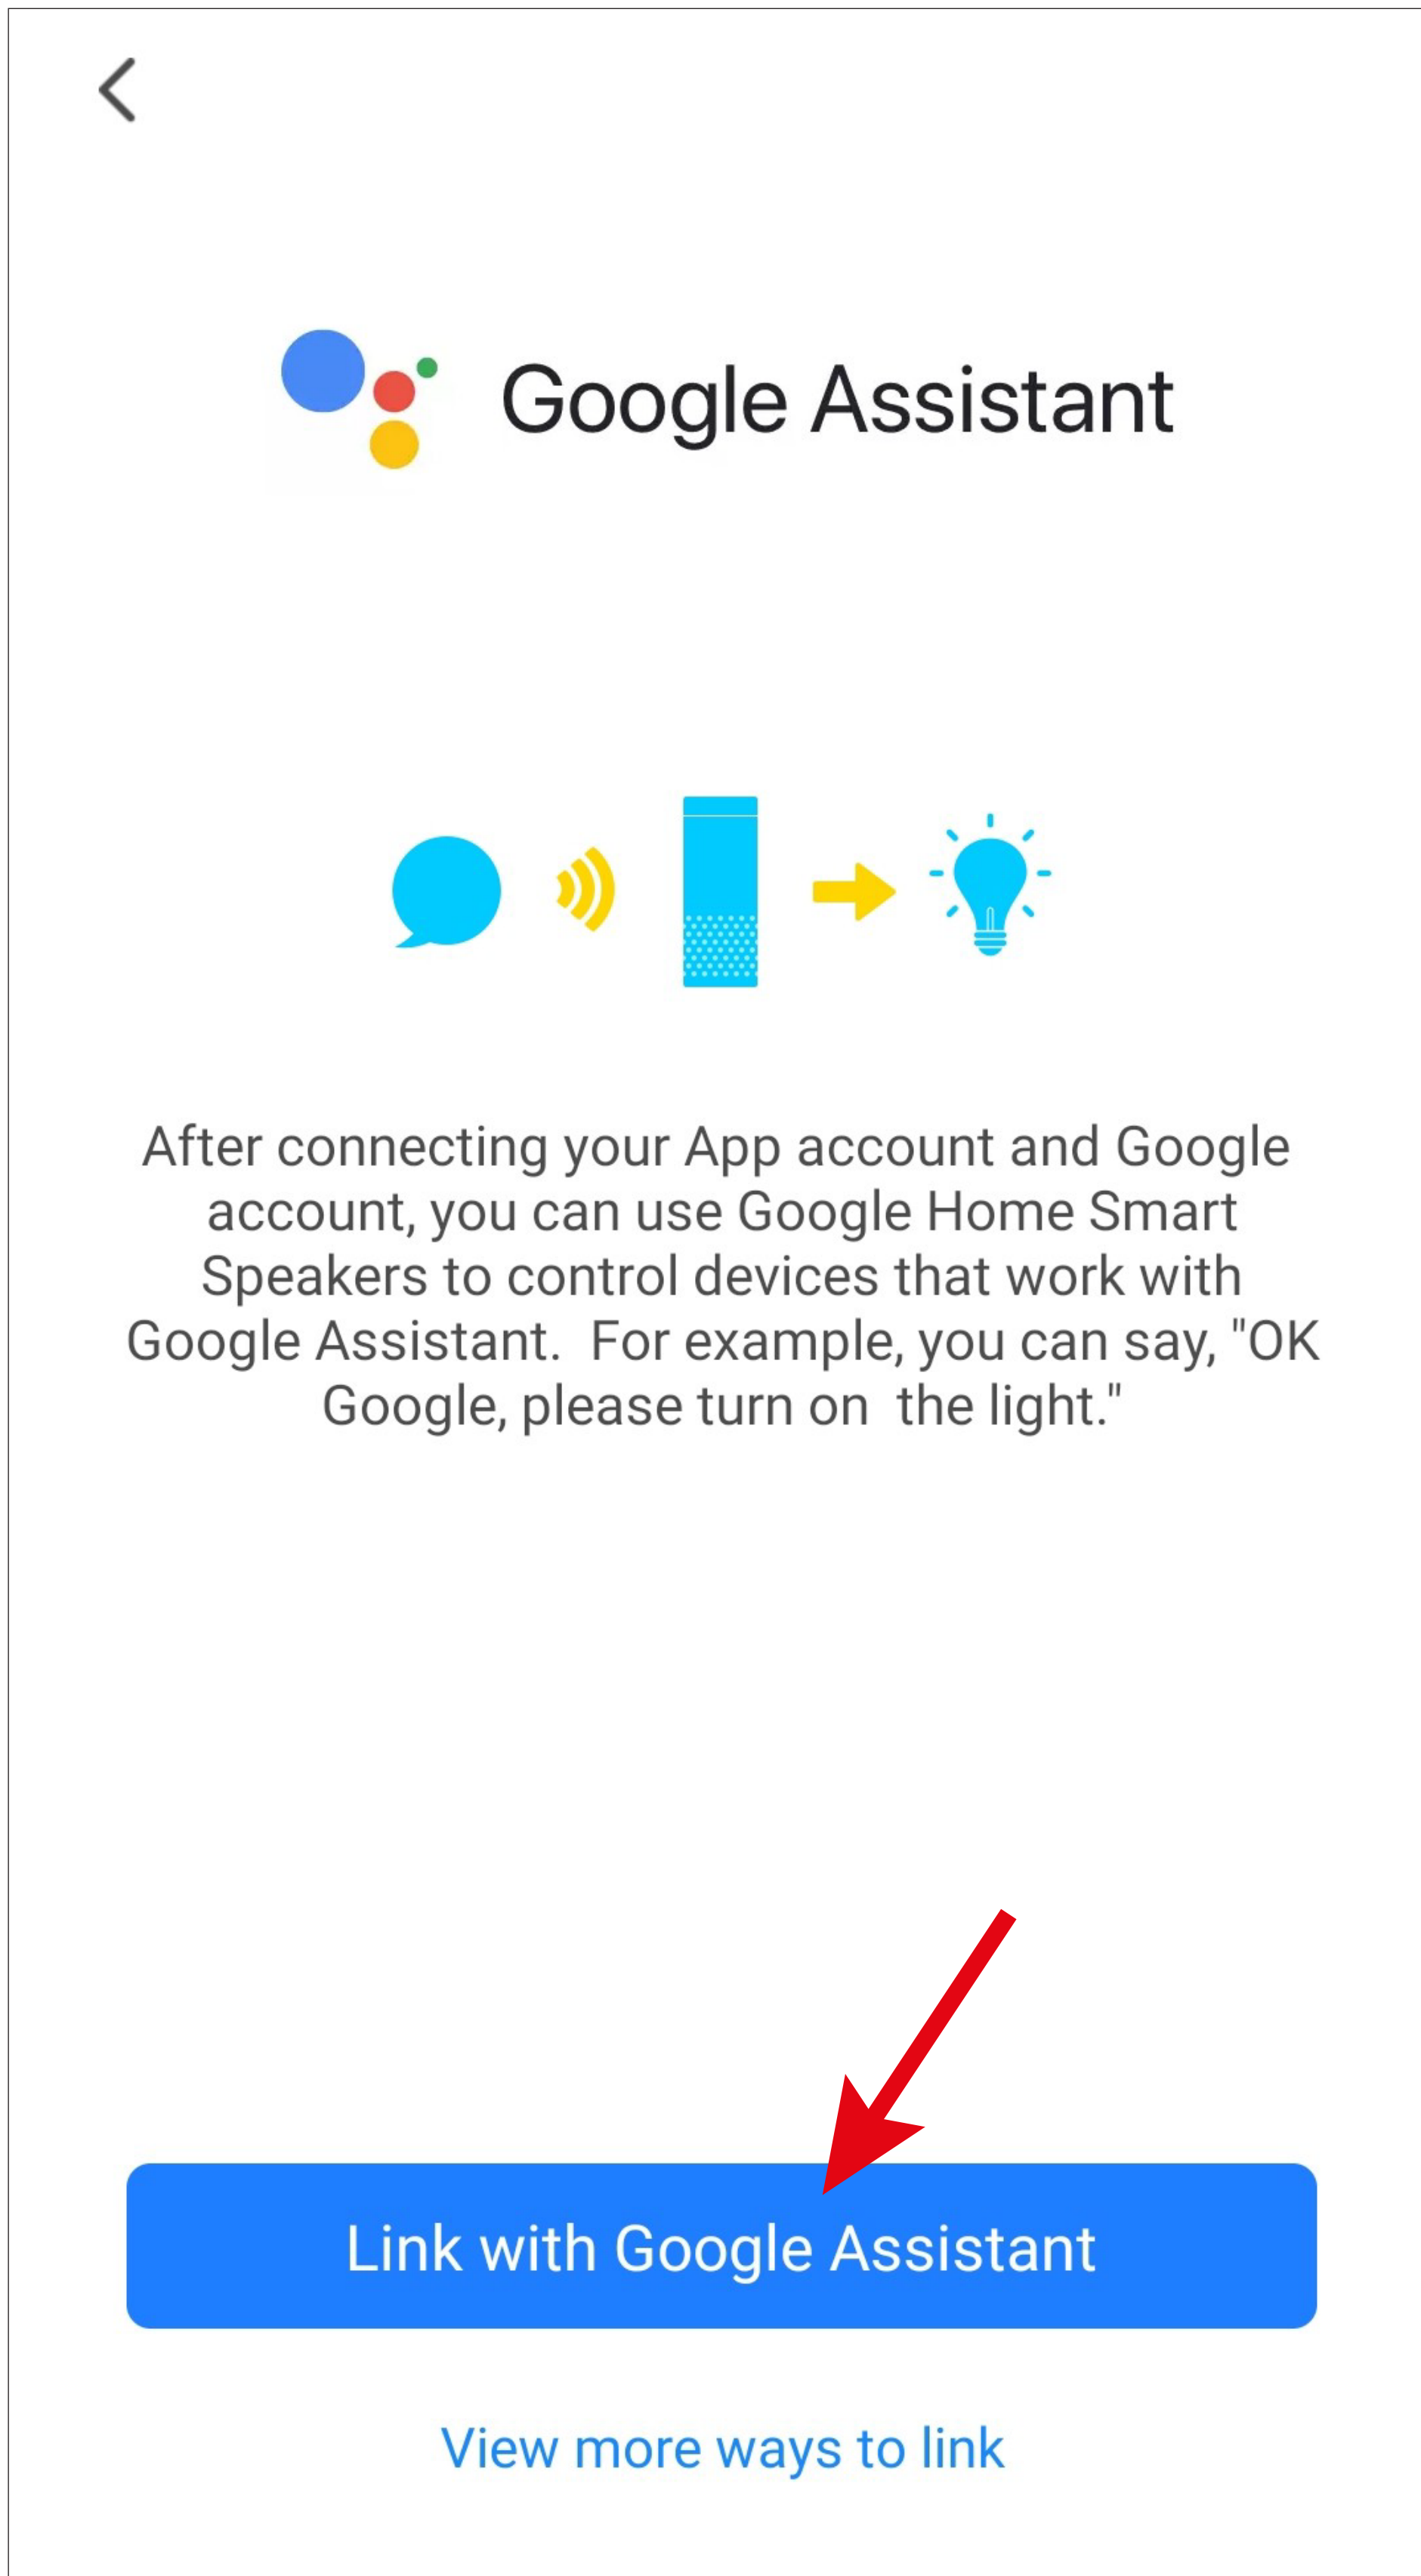 Google Assistant
After connecting your App account and Google
account, you can use Google Home Smart
Speakers to control devices that work with
Google Assistant.  For example, you can say, "OK
Google, please turn on  the light."
Link with Google Assistant
View more ways to link